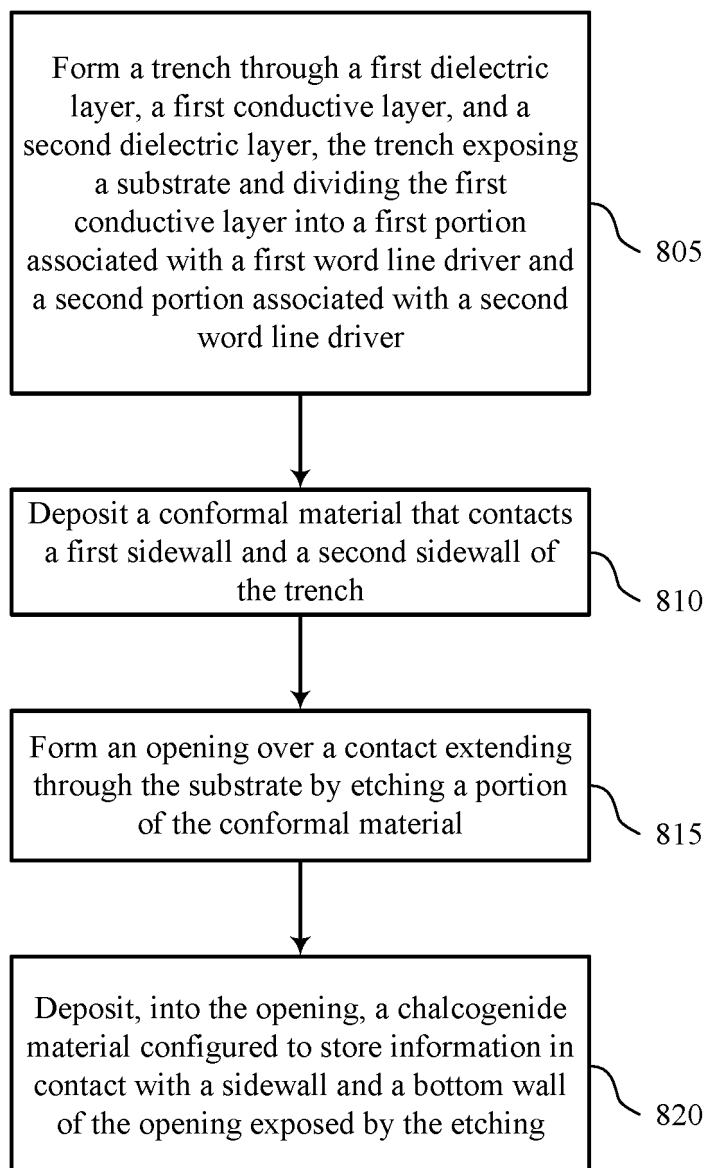 Form a trench through a first dielectric
layer, a first conductive layer, and a
second dielectric layer, the trench exposing
a substrate and dividing the first
conductive layer into a first portion
associated with a first word line driver and
a second portion associated with a second
word line driver
805
Deposit a conformal material that contacts
a first sidewall and a second sidewall of
the trench
810
Form an opening over a contact extending
through the substrate by etching a portion
of the conformal material
815
Deposit, into the opening, a chalcogenide
material configured to store information in
contact with a sidewall and a bottom wall
of the opening exposed by the etching
820